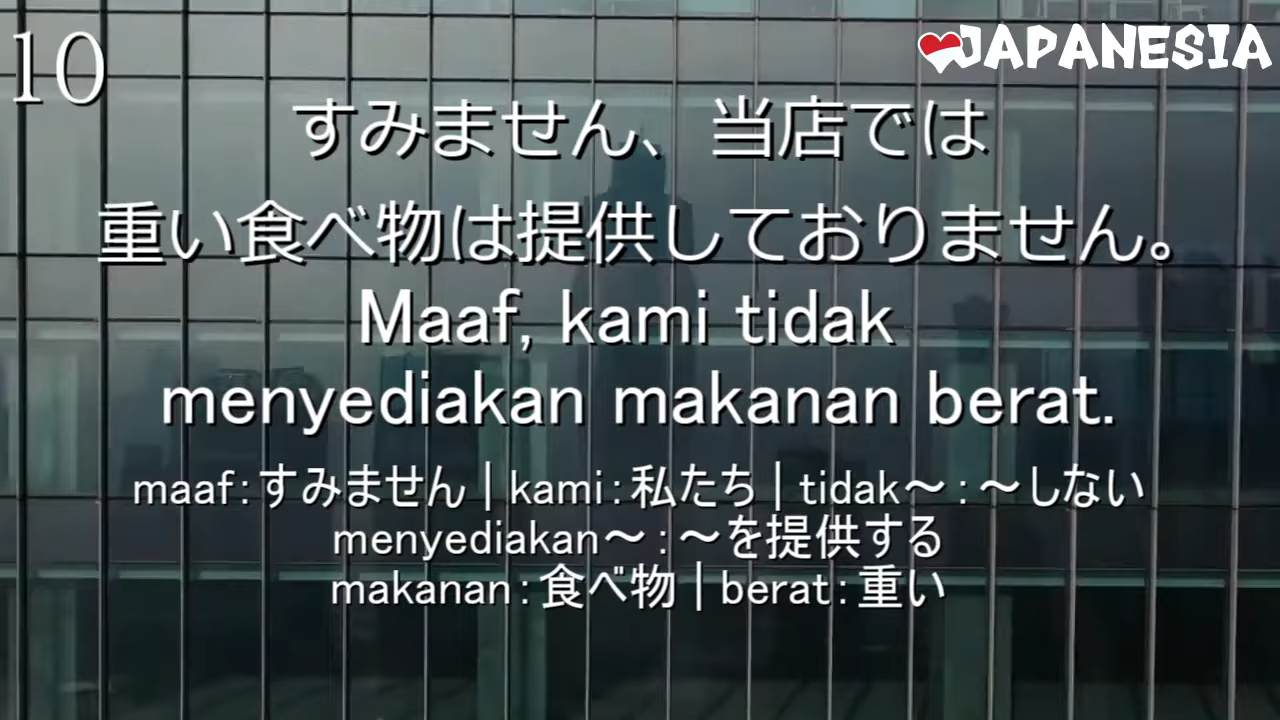 10
JAPANESIA
すみません、当店では
重い食べ物は提供しておりません。
Maaf, kami tidak
menyediakan makanan berat.
maaf:すみません | kami:私たち | tidak〜:〜しない
menyediakan〜:〜を提供する
makanan:食べ物 | berat:重い